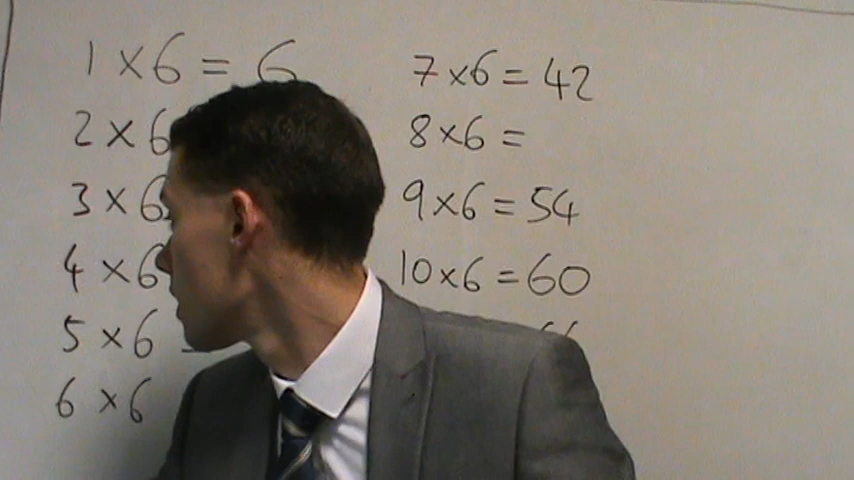 1 × 6 = 6
2 × 6
3 × 6
4 × 6
5 × 6 =
6 × 6
7 × 6 = 42
8 × 6 =
9 × 6 = 54
10 × 6 = 60